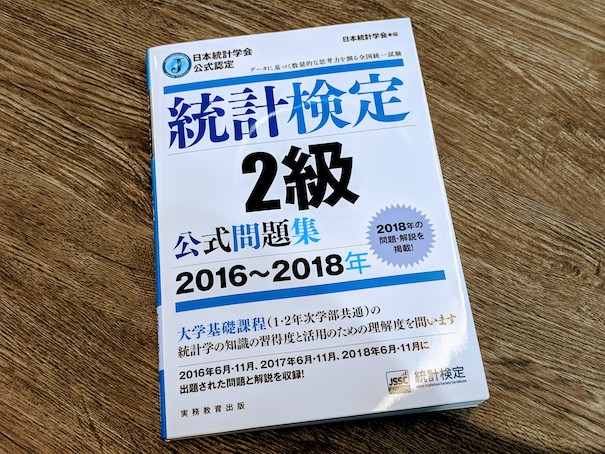 日本統計学会
公式認定
日本統計学会●編
データに基づく数量的な思考力を測る全国統一試験
統計検定
2級
公式問題集
2016〜2018年
2018年の
問題・解説を
掲載!
大学基礎課程(1・2年次学部共通)の
統計学の知識の習得度と活用のための理解度を問います
2016年6月・11月、2017年6月・11月、2018年6月・11月に
出題された問題と解説を収録!
JSSC
統計検定
Japan Statistical Society Certificate
実務教育出版